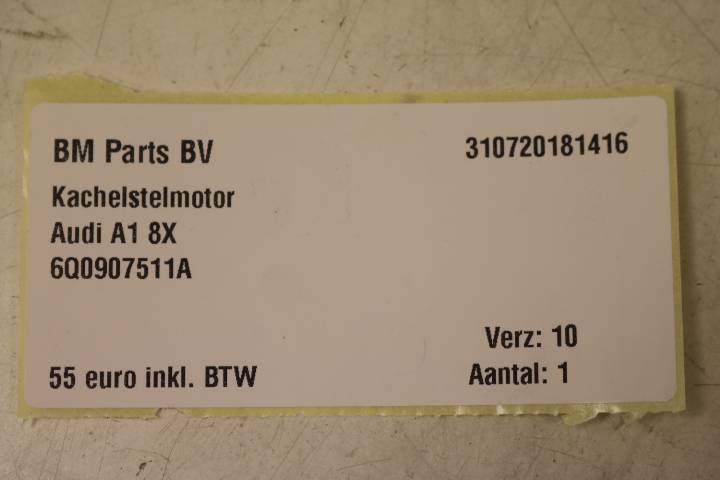 BM Parts BV
310720181416
Kachelstelmotor
Audi A1 8X
6Q0907511A
Verz: 10
55 euro inkl. BTW
Aantal: 1